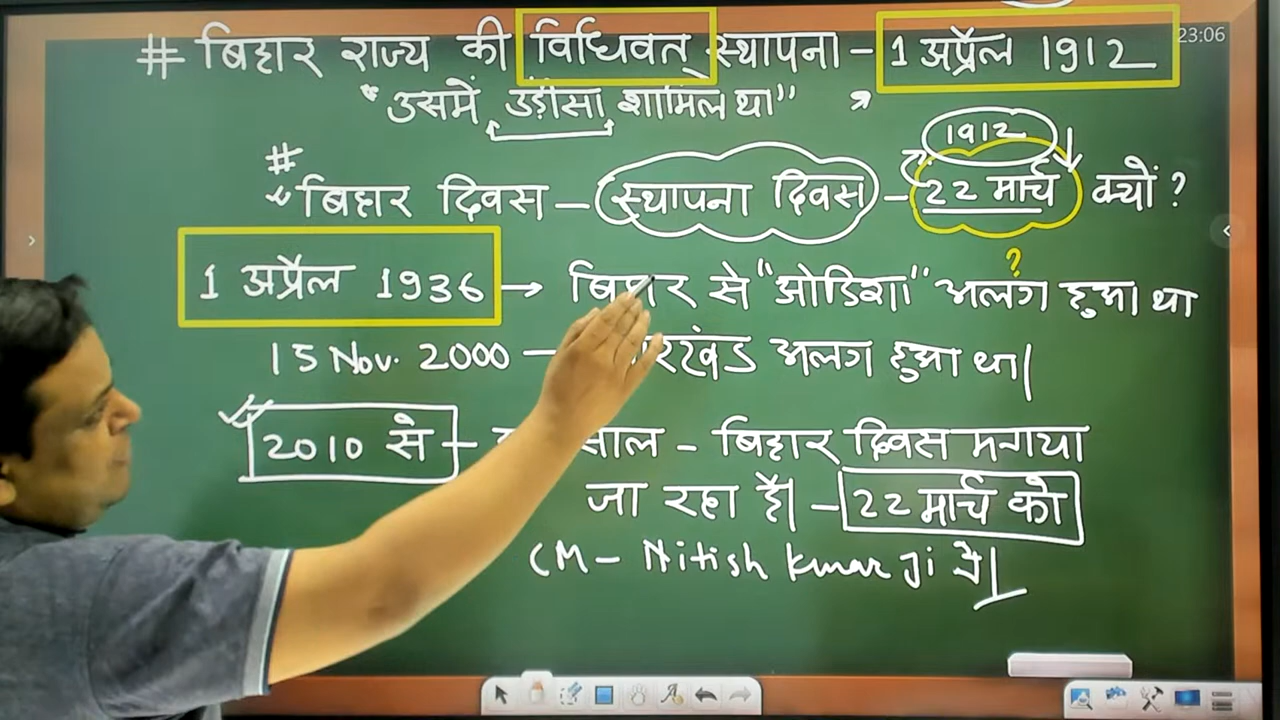 # बिहार राज्य की विधिवत् स्थापना - 1 अप्रैल 1912
23:06
"उसमें उड़ीसा शामिल था"
1912
# बिहार दिवस - स्थापना दिवस - 22 मार्च क्यों ?
?
1 अप्रैल 1936 → बिहार से "ओडिशा" अलग हुआ था
15 Nov. 2000 - अलग हुआ था|
2010 से - साल - बिहार दिवस मनाया
जा रहा है| - 22 मार्च को
CM - Nitish Kumar Ji ने|